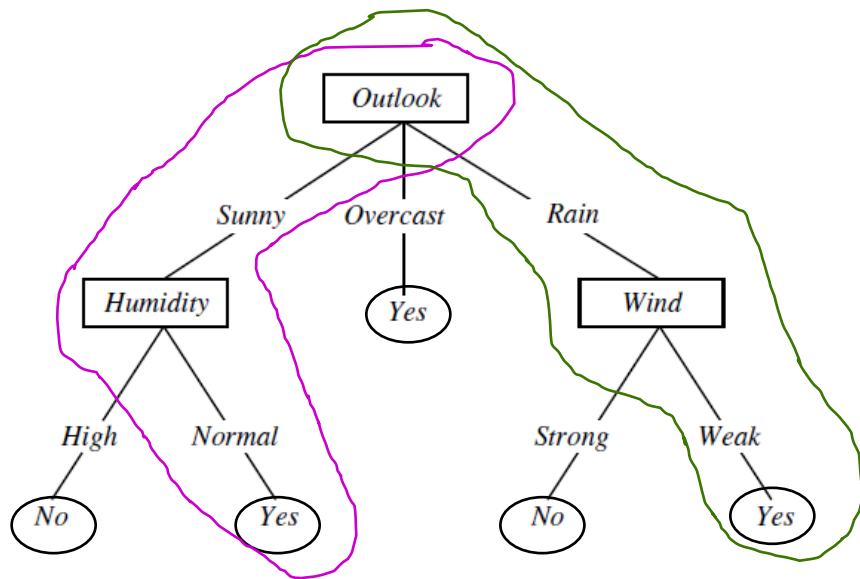 Outlook
Sunny Overcast Rain
Humidity Yes Wind
High Normal Strong Weak
No Yes No Yes